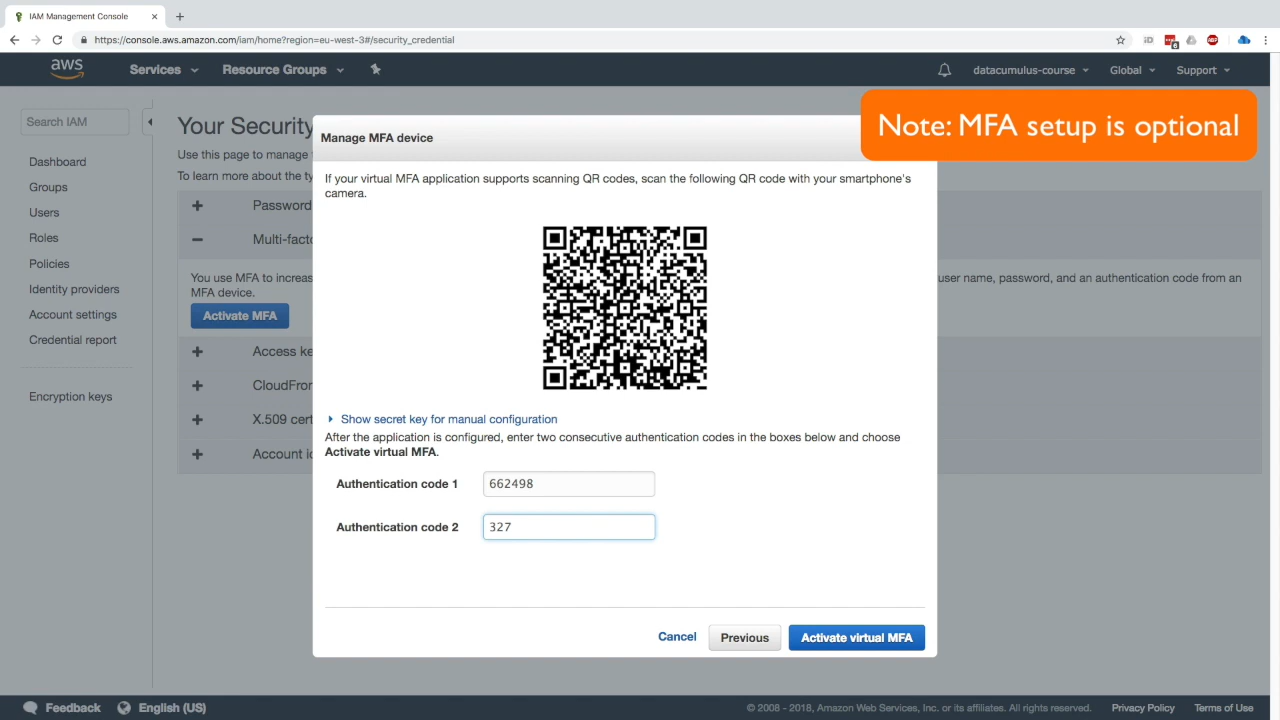 IAM Management Console
https://console.aws.amazon.com/iam/home?region=eu-west-3#/security_credential
aws
Services
Resource Groups
datacumulus-course
Global
Support
Note: MFA setup is optional
Search IAM
Dashboard
Groups
Users
Roles
Policies
Identity providers
Account settings
Credential report
Encryption keys
Your Security
Use this page to manage
To learn more about the ty
Password
Multi-facto
You use MFA to increas
user name, password, and an authentication code from an
MFA device.
Activate MFA
Access ke
CloudFron
X.509 cert
Account id
Manage MFA device
If your virtual MFA application supports scanning QR codes, scan the following QR code with your smartphone's
camera.
Show secret key for manual configuration
After the application is configured, enter two consecutive authentication codes in the boxes below and choose
Activate virtual MFA.
Authentication code 1
662498
Authentication code 2
327
Cancel
Previous
Activate virtual MFA
Feedback
English (US)
© 2008 - 2018, Amazon Web Services, Inc. or its affiliates. All rights reserved.
Privacy Policy
Terms of Use